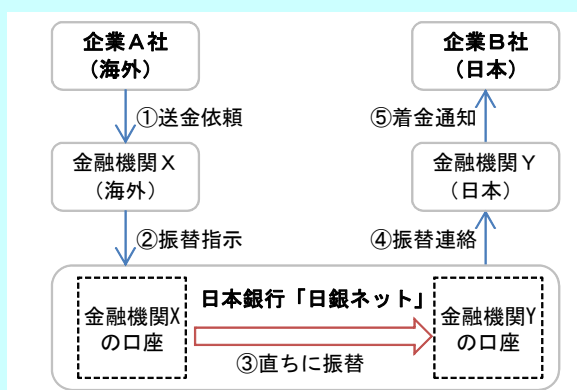 企業A社
(海外)
企業B社
(日本)
①送金依頼
⑤着金通知
金融機関X
(海外)
金融機関Y
(日本)
②振替指示
④振替連絡
日本銀行「日銀ネット」
金融機関X
の口座
金融機関Y
の口座
③直ちに振替